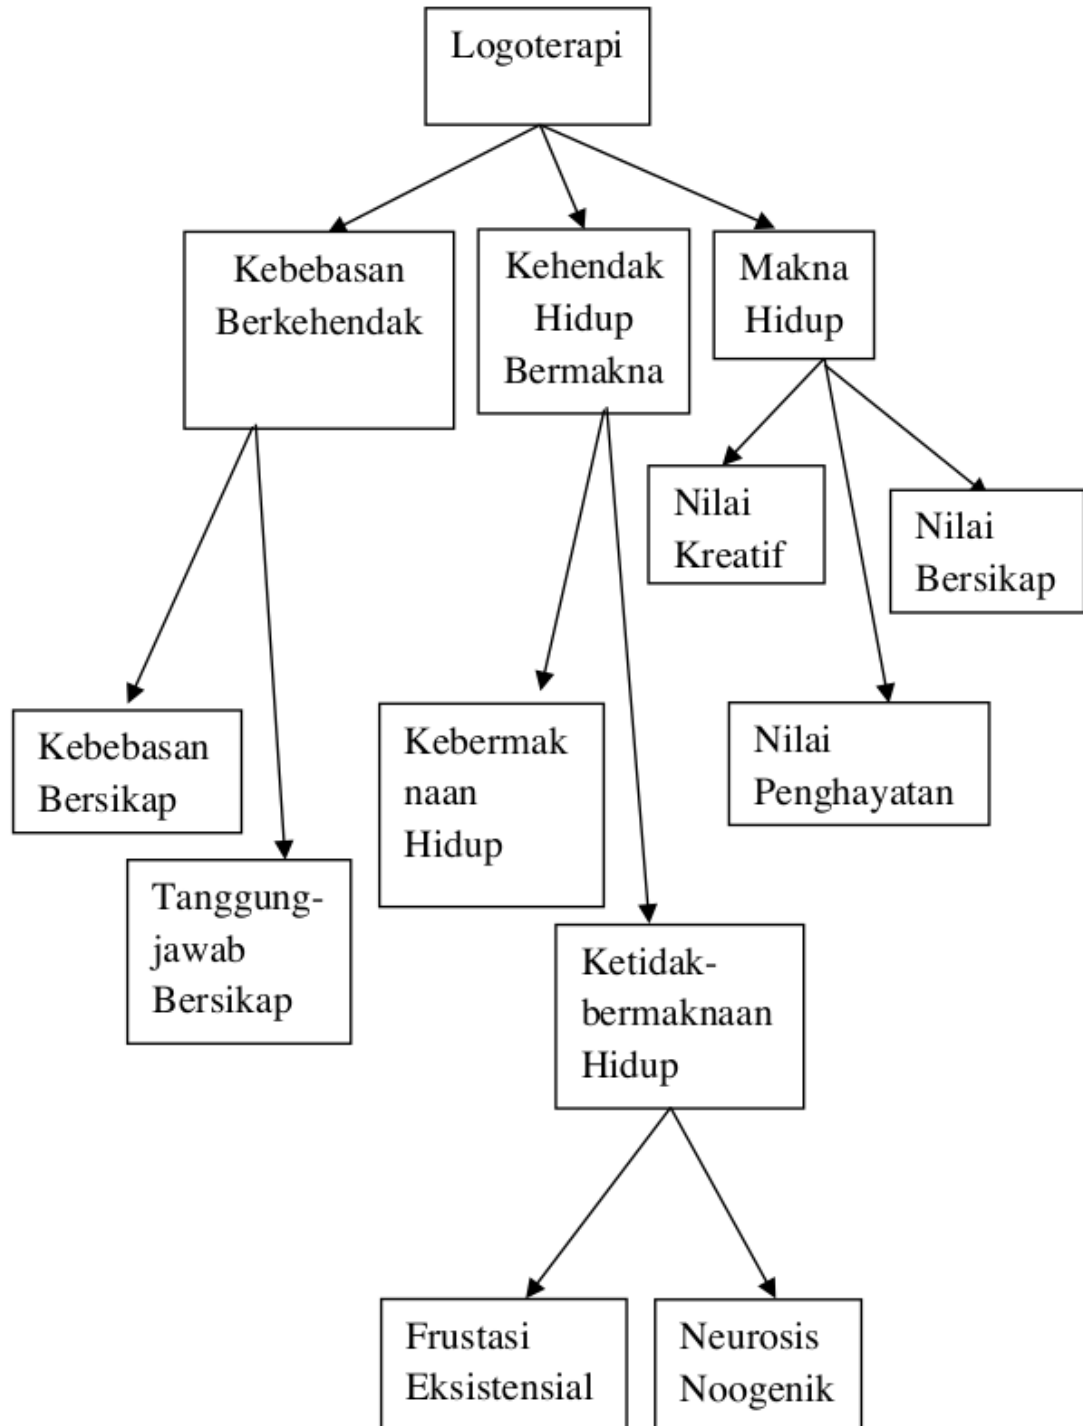 Logoterapi
Kebebasan
Berkehendak
Kehendak
Hidup
Bermakna
Makna
Hidup
Nilai
Kreatif
Nilai
Bersikap
Kebebasan
Bersikap
Kebermak
naan
Hidup
Nilai
Penghayatan
Tanggung-
jawab
Bersikap
Ketidak-
bermaknaan
Hidup
Frustasi
Eksistensial
Neurosis
Noogenik